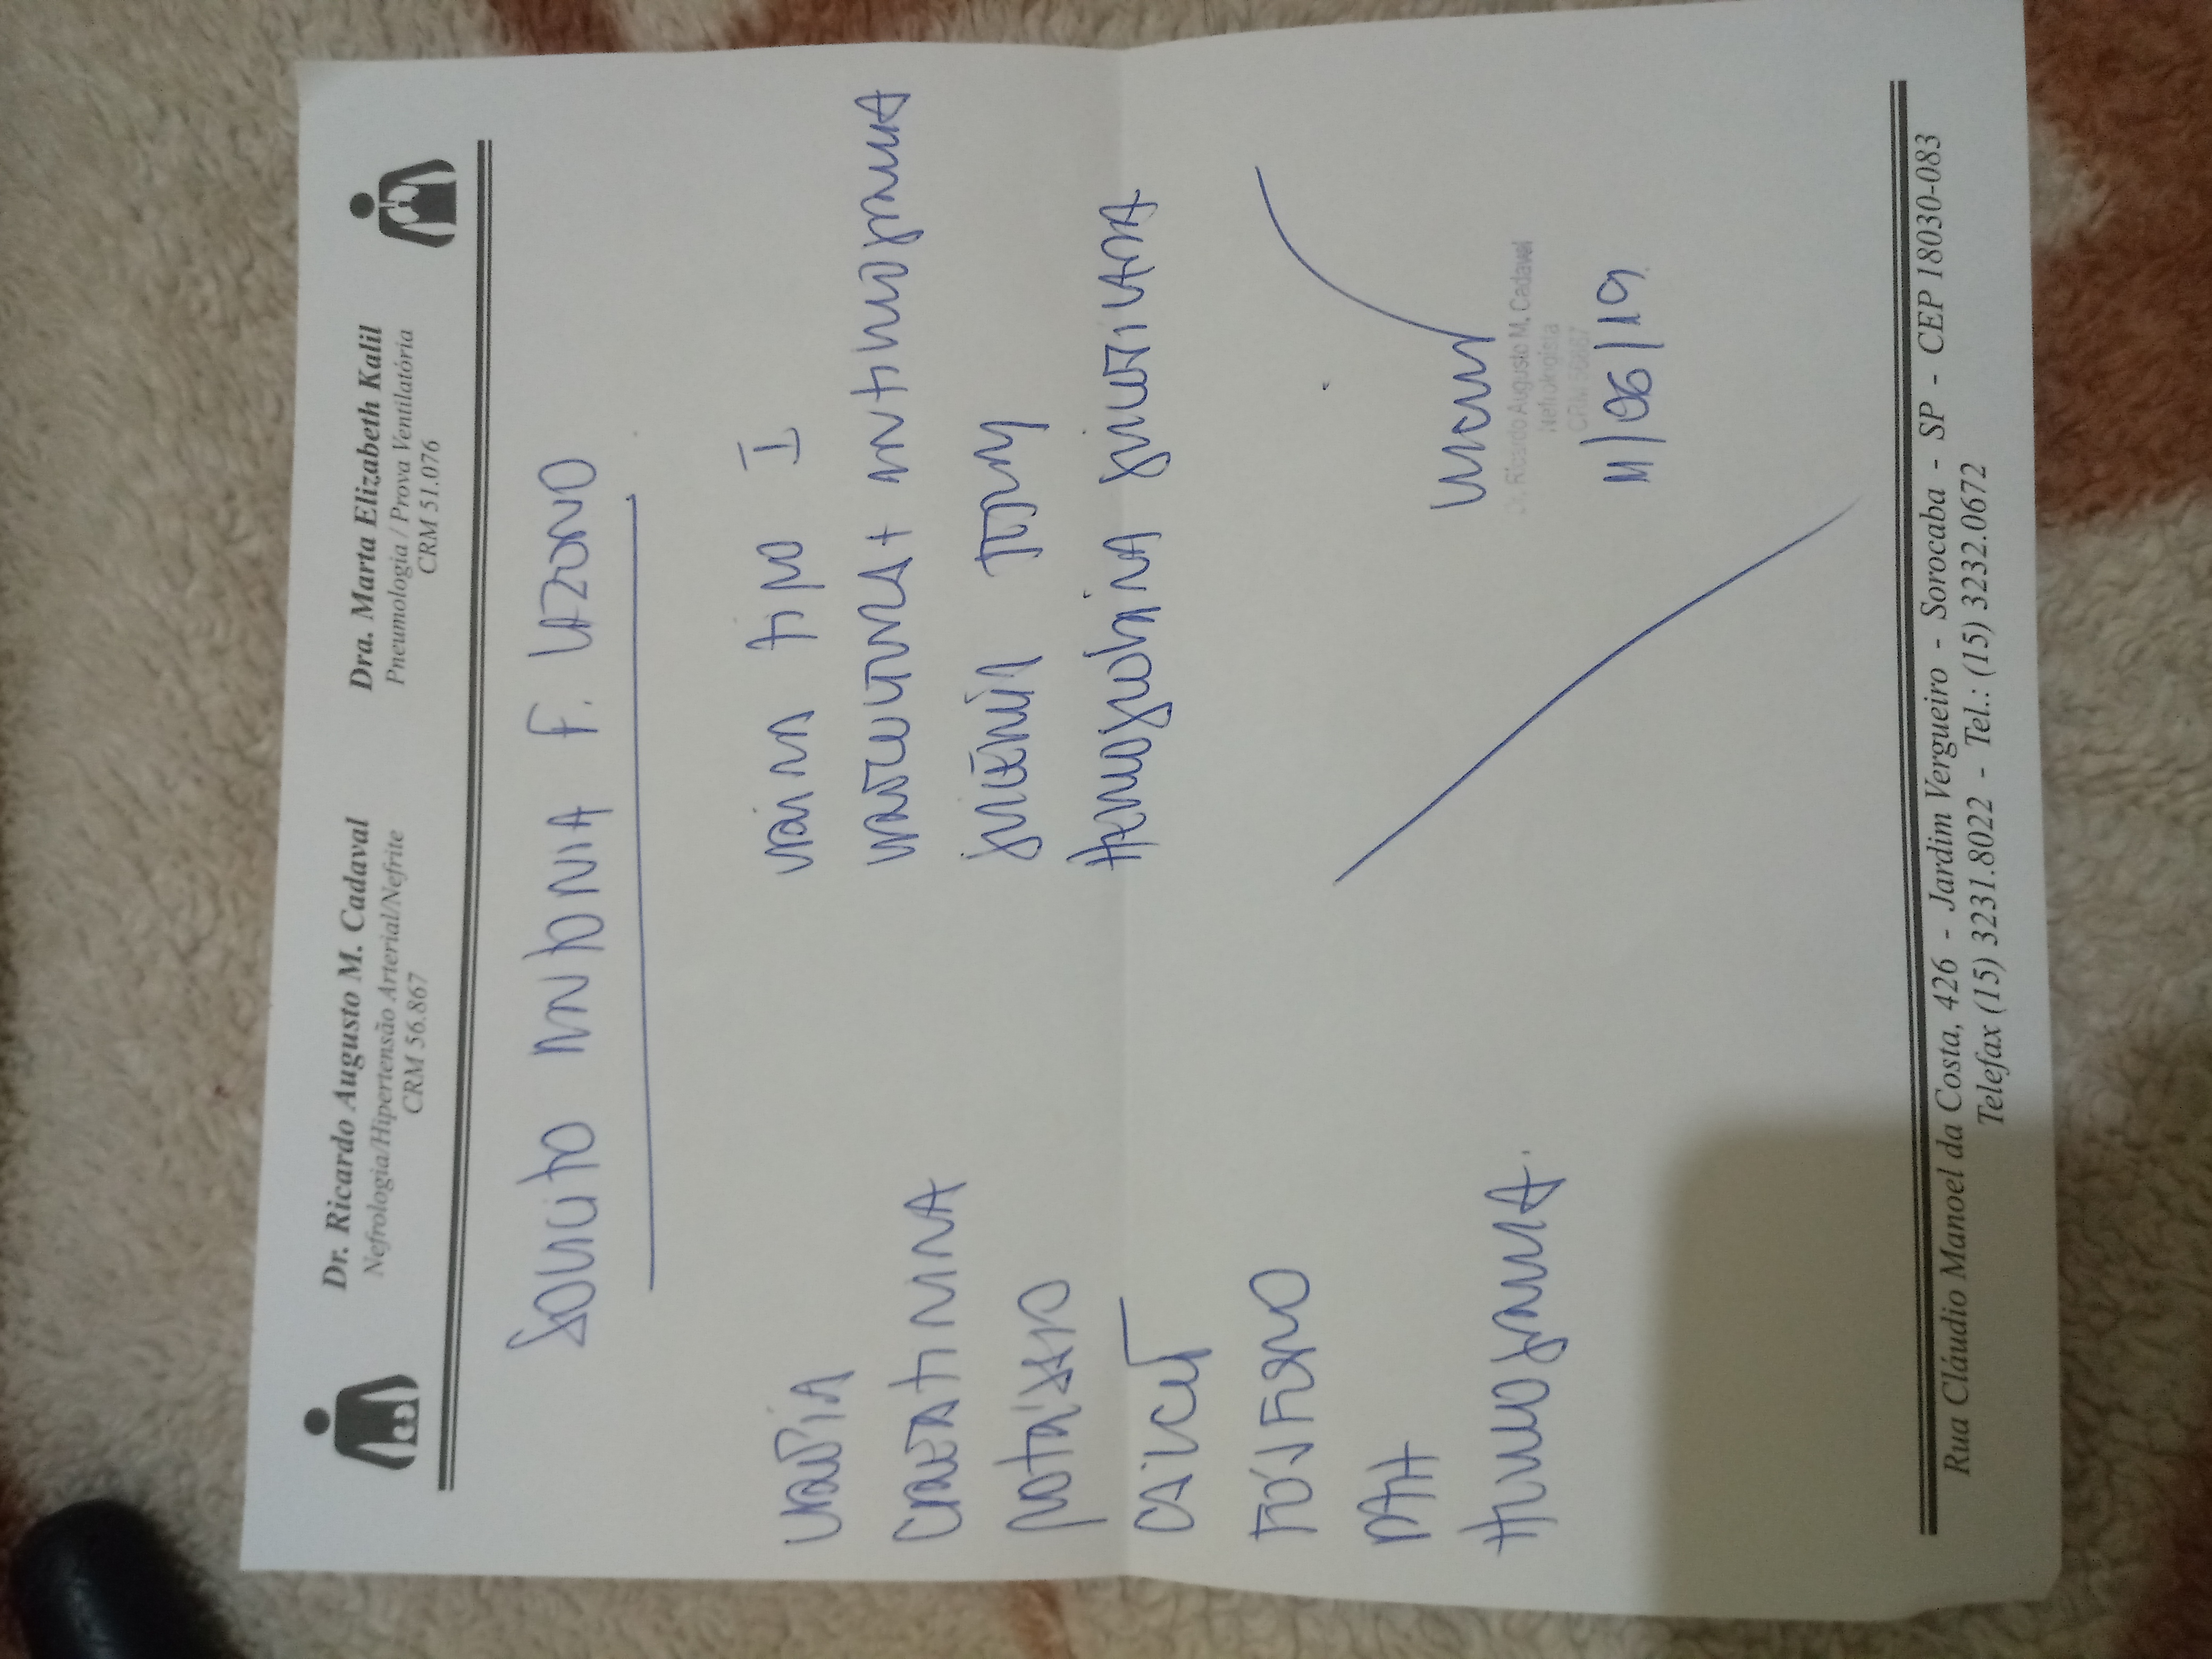 Dr. Ricardo Augusto M. Cadaval
Nefrologia/Hipertensão Arterial/Nefrite
CRM 56.867
Dra. Marta Elizabeth Kalil
Pneumologia / Prova Ventilatória
CRM 51.076
SOLICITO ANTONIA F. LAZONO
UREIA
CREATININA
POTÁSSIO
CÁLCIO
FÓSFORO
PTH
HEMOGRAMA.
URINA TIPO I
UROCULTURA + ANTIBIOGRAMA
GLICEMIA JEJUM
HEMOGLOBINA GLICOSILADA
Dr. Ricardo Augusto M. Cadaval
Nefrologista
CRM 56867
11/06/19
Rua Cláudio Manoel da Costa, 426 - Jardim Vergueiro - Sorocaba - SP - CEP 18030-083
Telefax (15) 3231.8022 - Tel.: (15) 3232.0672